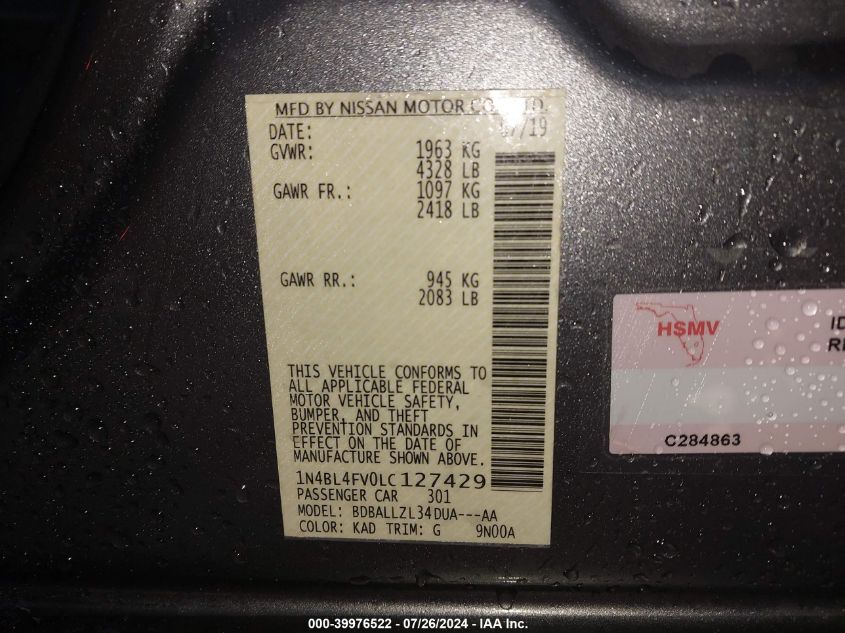 MFD BY NISSAN MOTOR CO., LTD.
DATE: 07/19
GVWR: 1963 KG
4328 LB
GAWR FR.: 1097 KG
2418 LB
GAWR RR.: 945 KG
2083 LB
THIS VEHICLE CONFORMS TO
ALL APPLICABLE FEDERAL
MOTOR VEHICLE SAFETY,
BUMPER, AND THEFT
PREVENTION STANDARDS IN
EFFECT ON THE DATE OF
MANUFACTURE SHOWN ABOVE.
1N4BL4FV0LC127429
PASSENGER CAR 301
MODEL: BDBALLZL34DUA---AA
COLOR: KAD TRIM: G 9N00A
HSMV
ID
RE
C284863
000-39976522 - 07/26/2024 - IAA Inc.